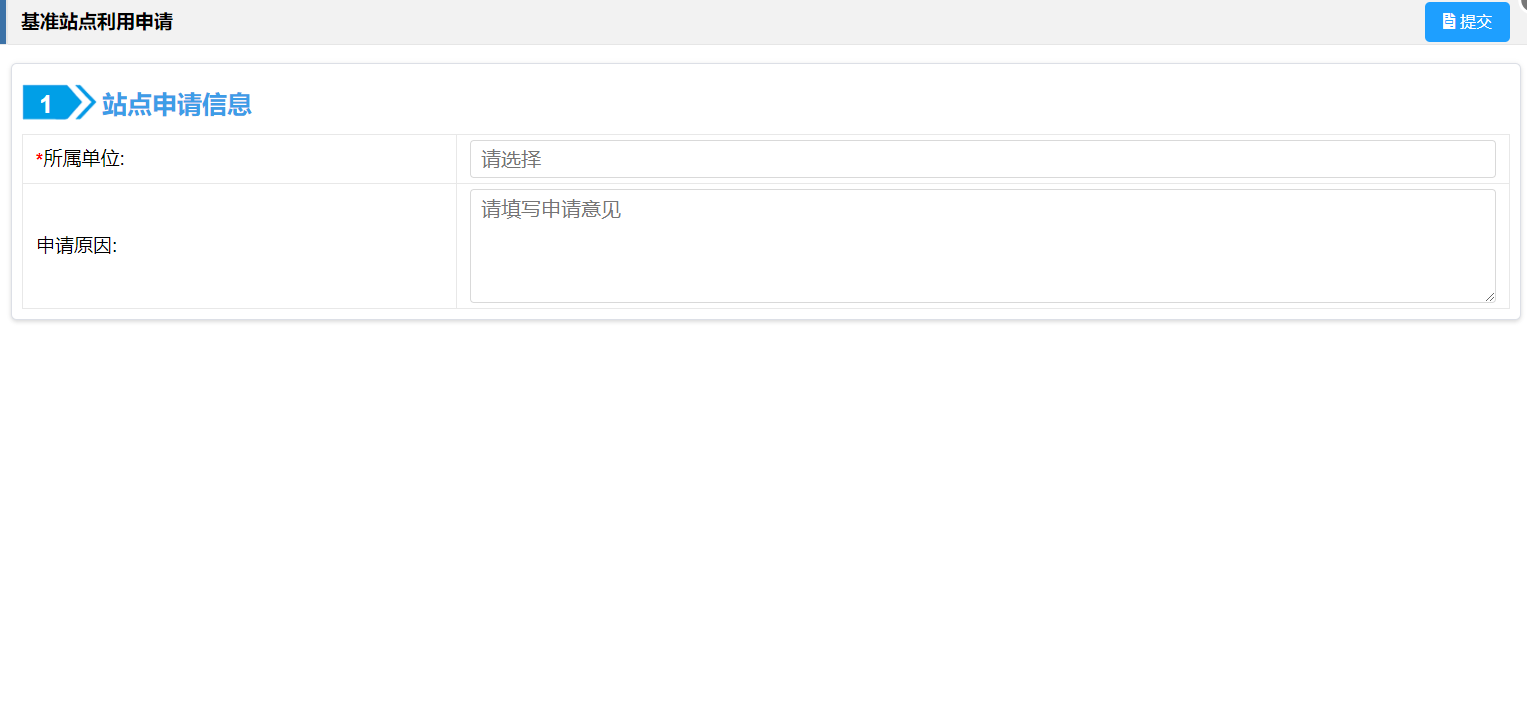 基准站点利用申请
提交
1 站点申请信息
*所属单位:
请选择
申请原因:
请填写申请意见